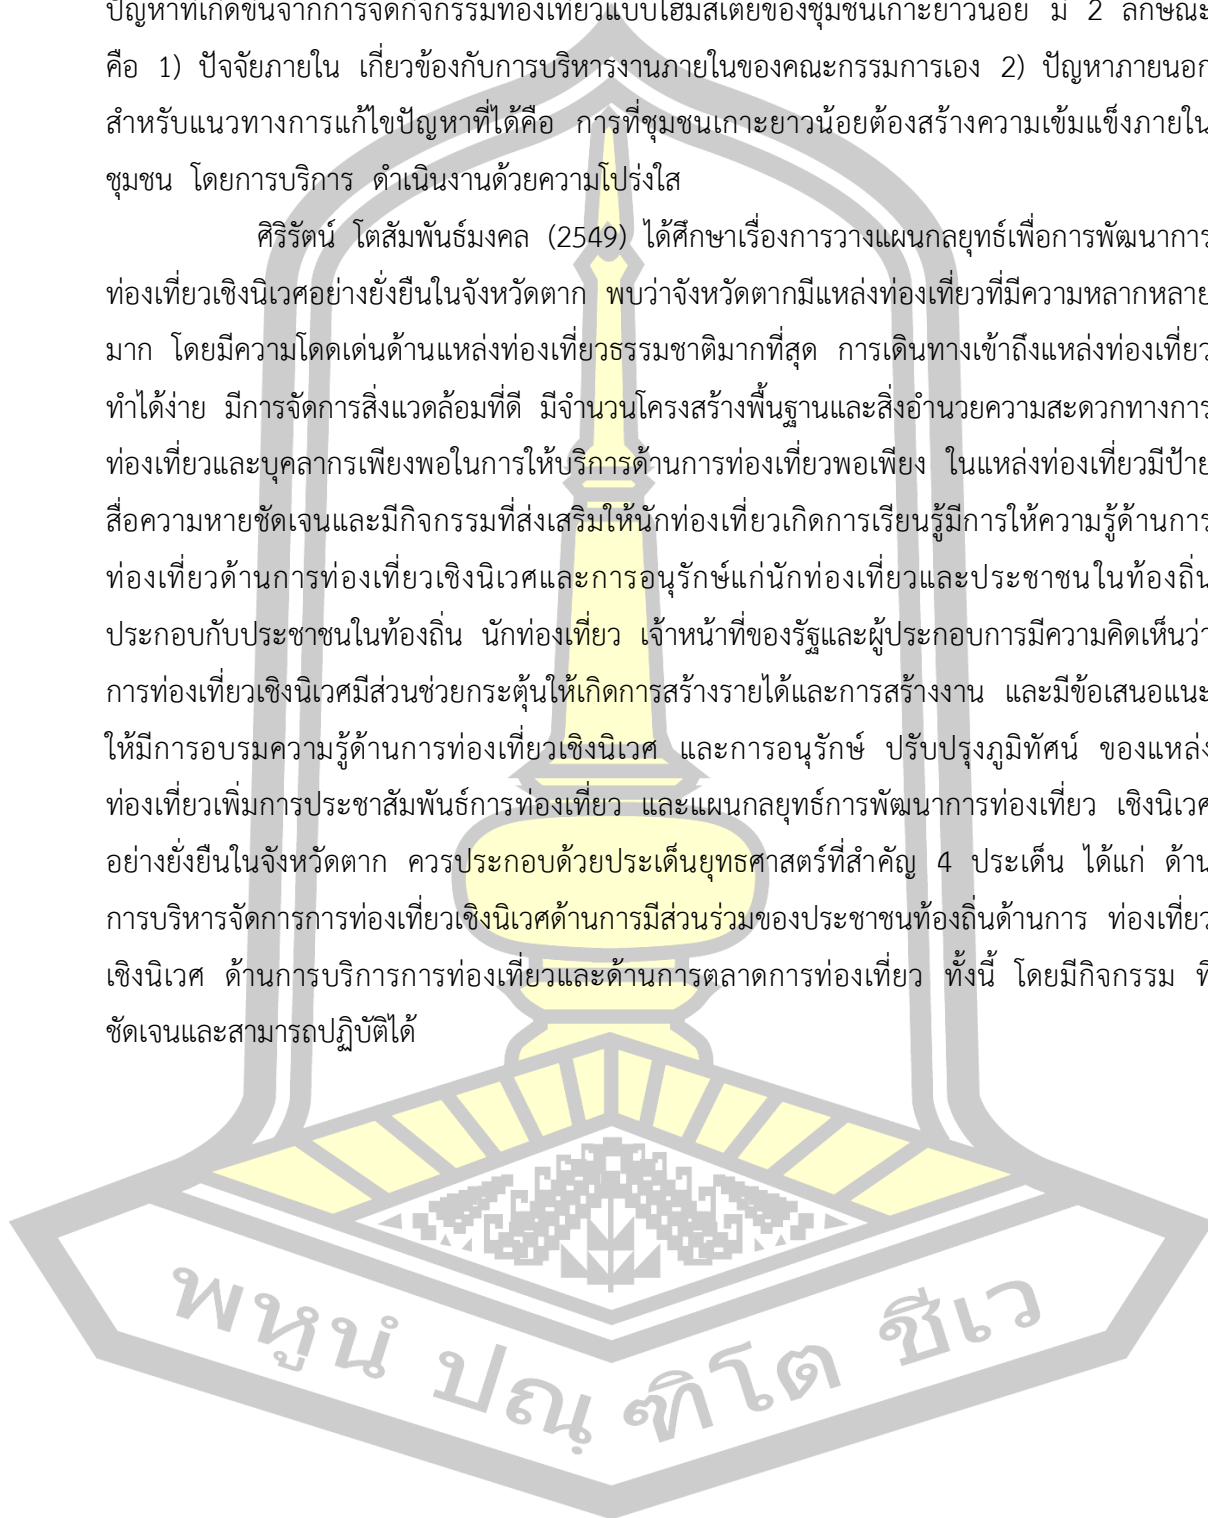 ปัญหาที่เกิดขึ้นจากการจัดกิจกรรมท่องเที่ยวแบบโฮมสเตย์ของชุมชนเกาะยาวน้อย มี 2 ลักษณะ
คือ 1) ปัจจัยภายใน เกี่ยวข้องกับการบริหารงานภายในของคณะกรรมการเอง 2) ปัญหาภายนอก
สำหรับแนวทางการแก้ไขปัญหาที่ได้คือ การที่ชุมชนเกาะยาวน้อยต้องสร้างความเข้มแข็งภายใน
ชุมชน โดยการบริการ ดำเนินงานด้วยความโปร่งใส
ศิริรัตน์ โตสัมพันธ์มงคล (2549) ได้ศึกษาเรื่องการวางแผนกลยุทธ์เพื่อการพัฒนาการ
ท่องเที่ยวเชิงนิเวศอย่างยั่งยืนในจังหวัดตาก พบว่าจังหวัดตากมีแหล่งท่องเที่ยวที่มีความหลากหลาย
มาก โดยมีความโดดเด่นด้านแหล่งท่องเที่ยวธรรมชาติมากที่สุด การเดินทางเข้าถึงแหล่งท่องเที่ยว
ทำได้ง่าย มีการจัดการสิ่งแวดล้อมที่ดี มีจำนวนโครงสร้างพื้นฐานและสิ่งอำนวยความสะดวกทางการ
ท่องเที่ยวและบุคลากรเพียงพอในการให้บริการด้านการท่องเที่ยวพอเพียง ในแหล่งท่องเที่ยวมีป้าย
สื่อความหายชัดเจนและมีกิจกรรมที่ส่งเสริมให้นักท่องเที่ยวเกิดการเรียนรู้มีการให้ความรู้ด้านการ
ท่องเที่ยวด้านการท่องเที่ยวเชิงนิเวศและการอนุรักษ์แก่นักท่องเที่ยวและประชาชนในท้องถิ่น
ประกอบกับประชาชนในท้องถิ่น นักท่องเที่ยว เจ้าหน้าที่ของรัฐและผู้ประกอบการมีความคิดเห็นว่า
การท่องเที่ยวเชิงนิเวศมีส่วนช่วยกระตุ้นให้เกิดการสร้างรายได้และการสร้างงาน และมีข้อเสนอแนะ
ให้มีการอบรมความรู้ด้านการท่องเที่ยวเชิงนิเวศ และการอนุรักษ์ ปรับปรุงภูมิทัศน์ ของแหล่ง
ท่องเที่ยวเพิ่มการประชาสัมพันธ์การท่องเที่ยว และแผนกลยุทธ์การพัฒนาการท่องเที่ยว เชิงนิเวศ
อย่างยั่งยืนในจังหวัดตาก ควรประกอบด้วยประเด็นยุทธศาสตร์ที่สำคัญ 4 ประเด็น ได้แก่ ด้าน
การบริหารจัดการการท่องเที่ยวเชิงนิเวศด้านการมีส่วนร่วมของประชาชนท้องถิ่นด้านการ ท่องเที่ยว
เชิงนิเวศ ด้านการบริการการท่องเที่ยวและด้านการตลาดการท่องเที่ยว ทั้งนี้ โดยมีกิจกรรม ที่
ชัดเจนและสามารถปฏิบัติได้
พหูนํ ปณฺฑิโต ชีเว